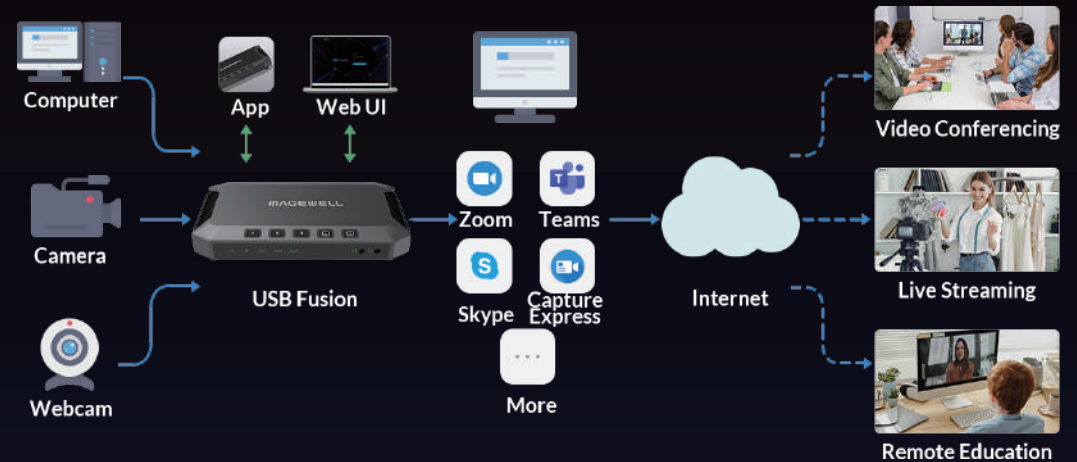 Computer
App
Web UI
Video Conferencing
MAGEWELL
Zoom
Teams
Camera
USB Fusion
Skype
Capture
Express
Internet
Live Streaming
Webcam
More
Remote Education